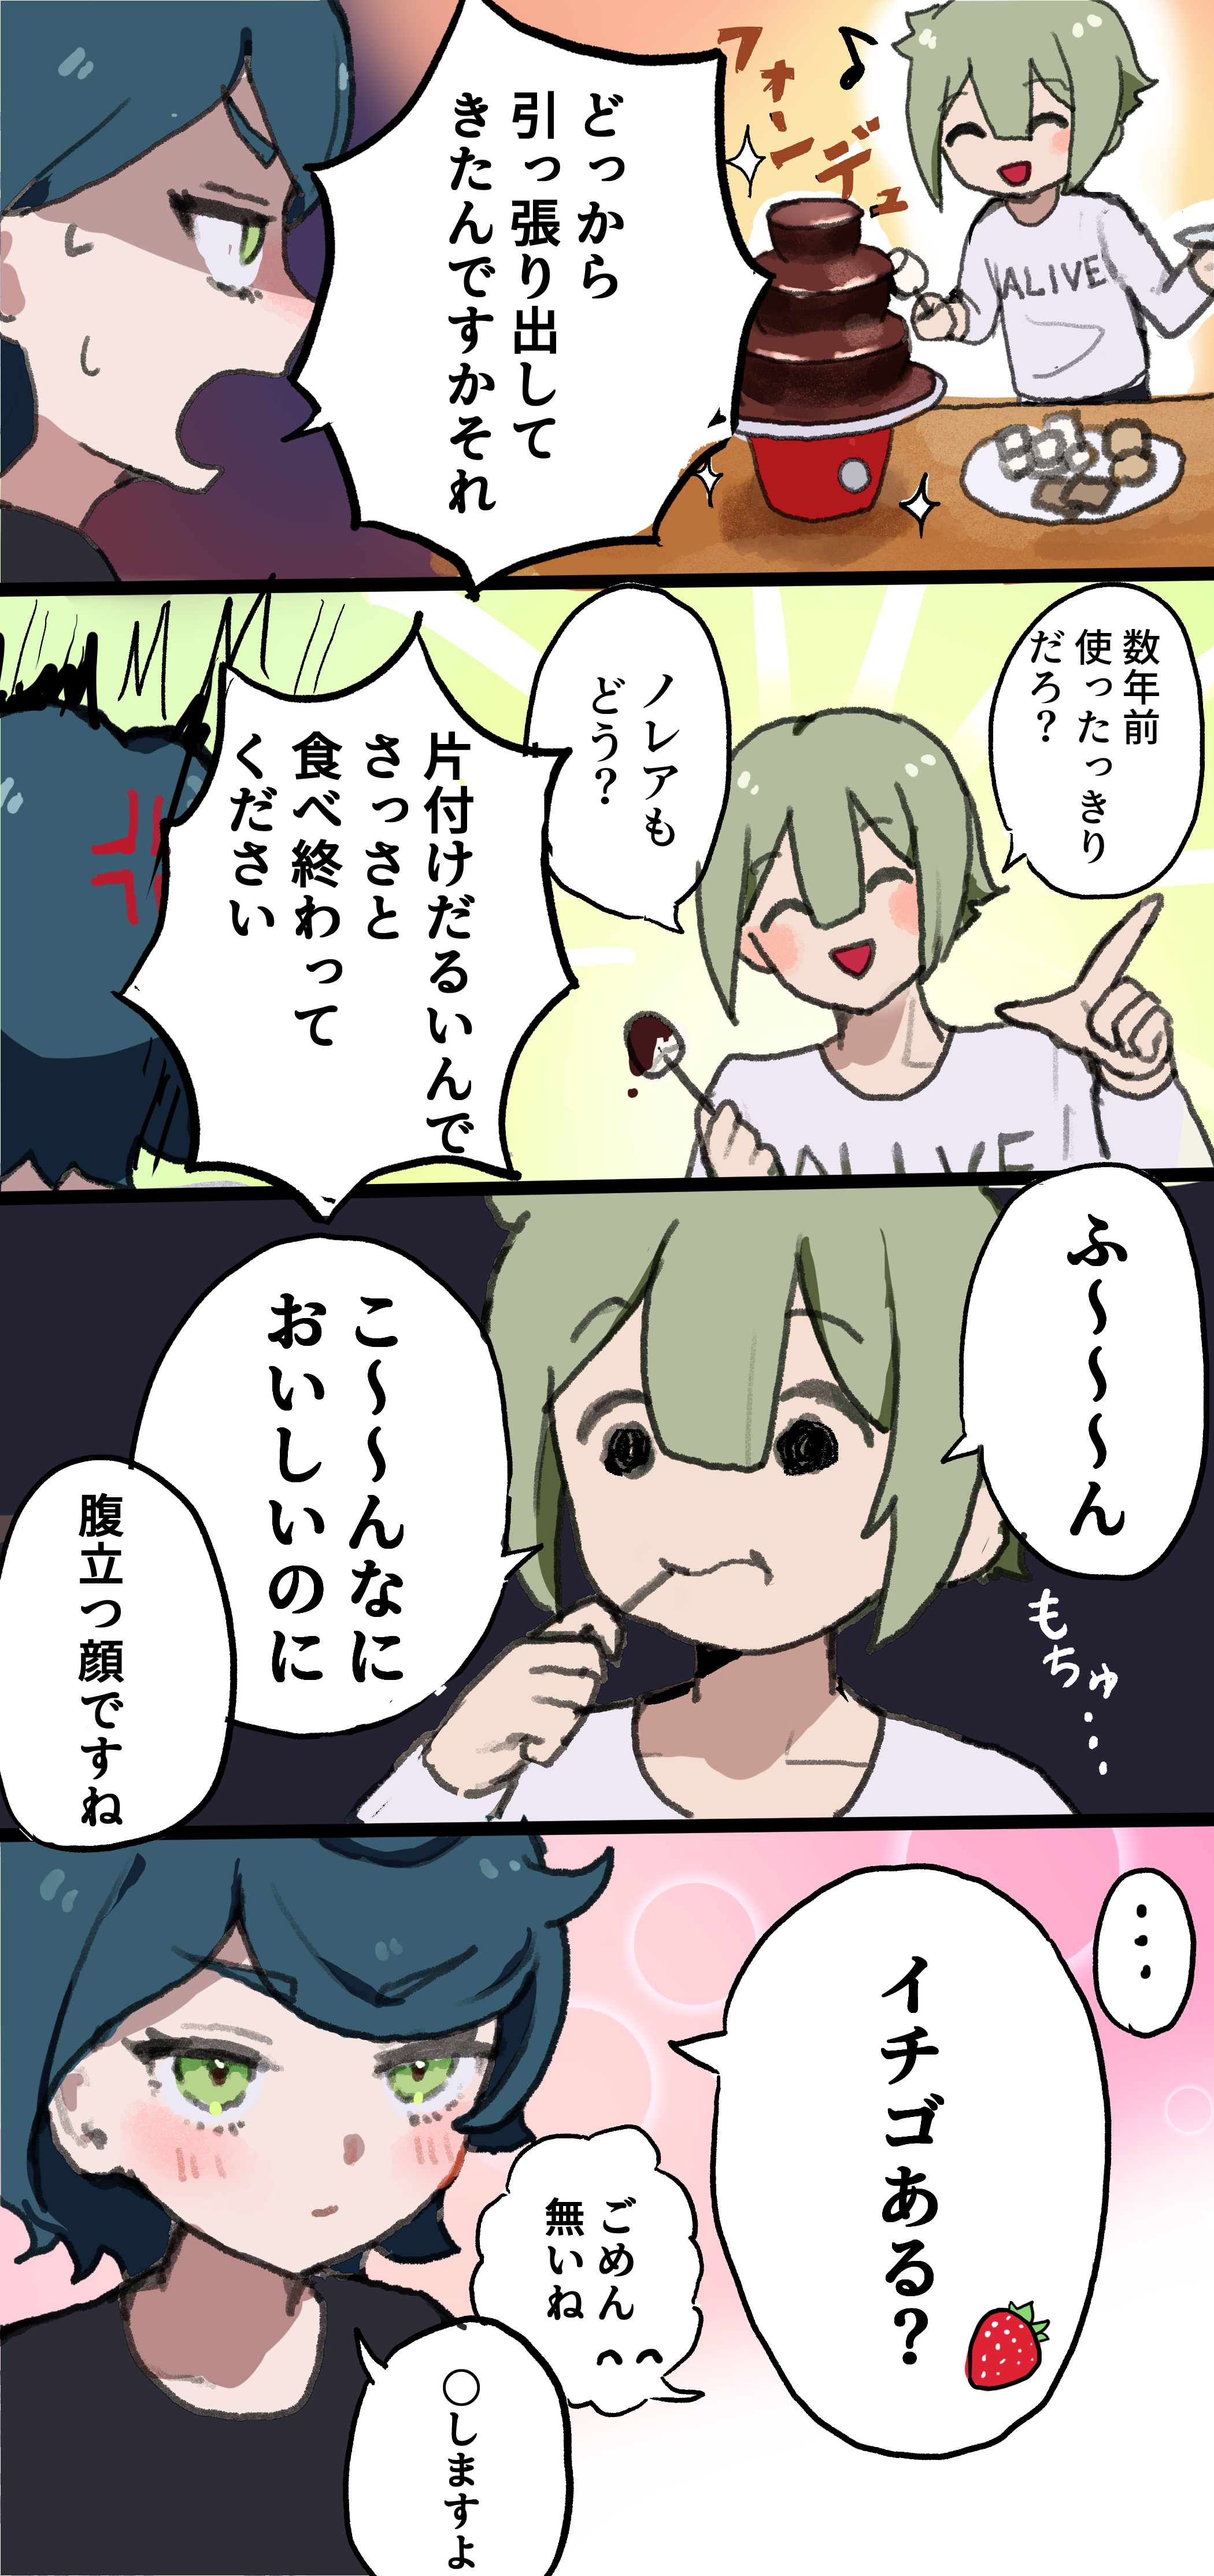 フォンデュ
♪
ALIVE
どっから
引っ張り出して
きたんですかそれ
数年前
使ったっきり
だろ？
ノレアも
どう？
ALIVE
片付けだるいんで
さっさと
食べ終わって
ください
ふ～～～ん
もちゅ・・・
こ～～んなに
おいしいのに
腹立つ顔ですね
・・・
イチゴある？
ごめん
無いね
^^
○しますよ